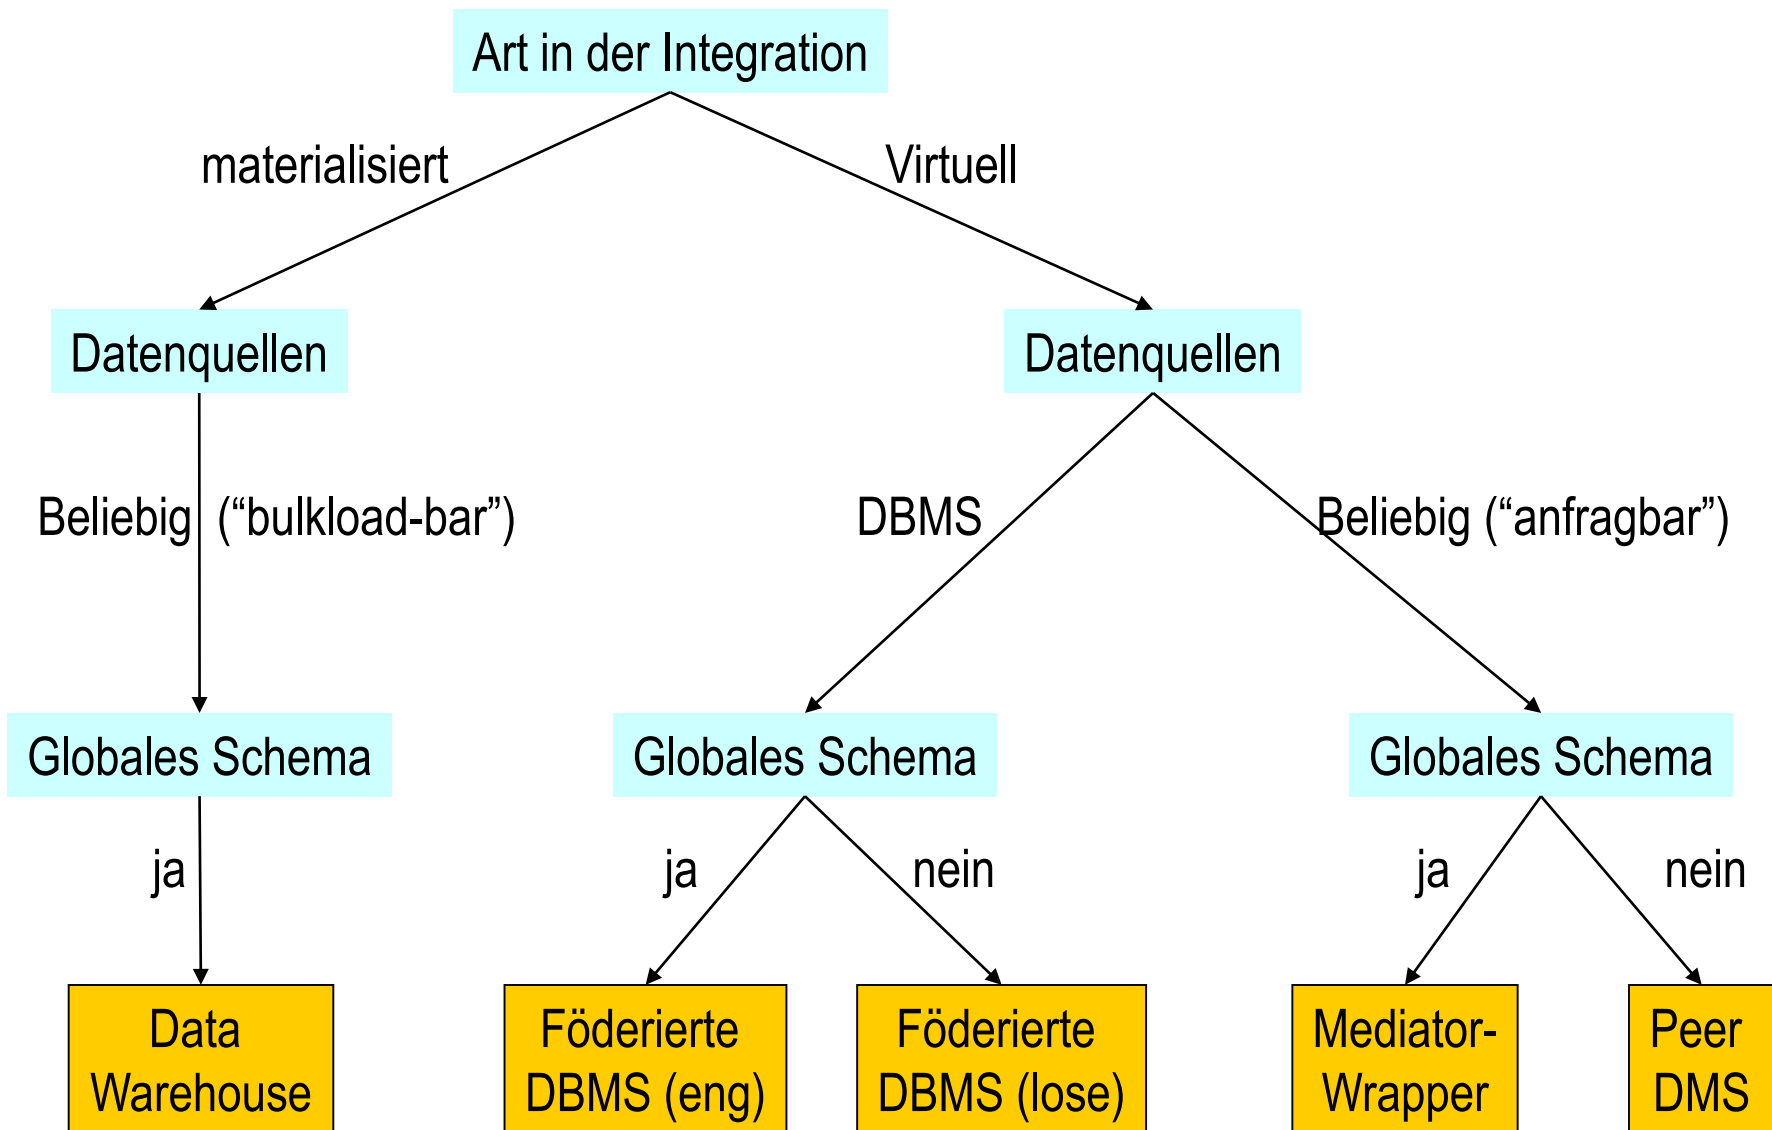 Art in der Integration
materialisiert
Virtuell
Datenquellen
Datenquellen
Beliebig (“bulkload-bar”)
DBMS
Beliebig (“anfragbar”)
Globales Schema
Globales Schema
Globales Schema
ja
ja
nein
ja
nein
Data
Warehouse
Föderierte
DBMS (eng)
Föderierte
DBMS (lose)
Mediator-
Wrapper
Peer
DMS